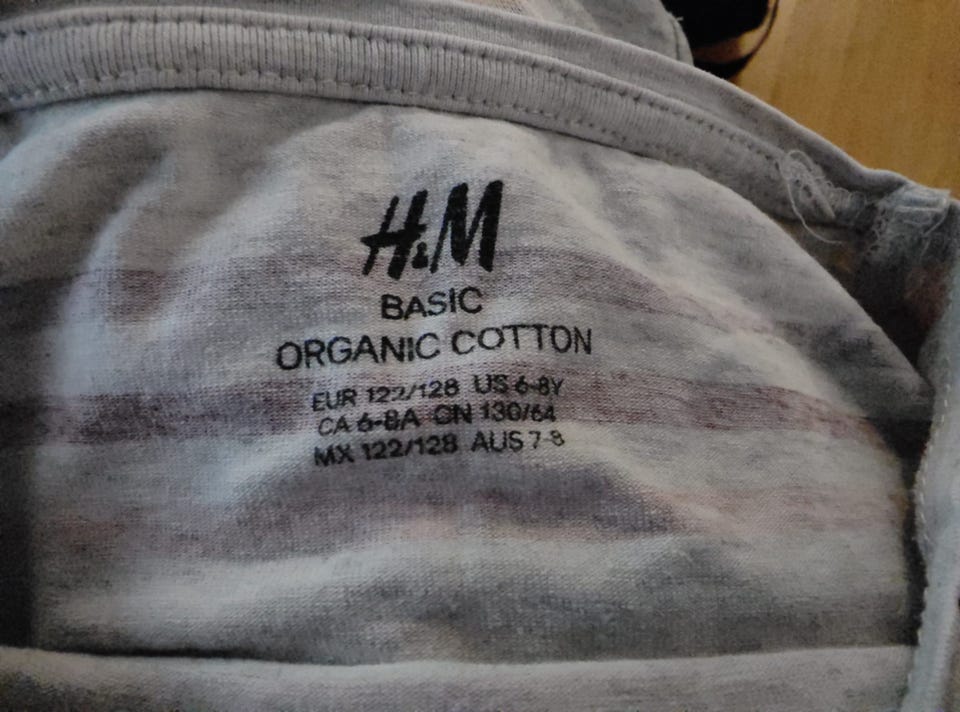 H&M
BASIC
ORGANIC COTTON
EUR 122/128 US 6-8Y
CA 6-8A CN 130/64
MX 122/128 AUS 7-8